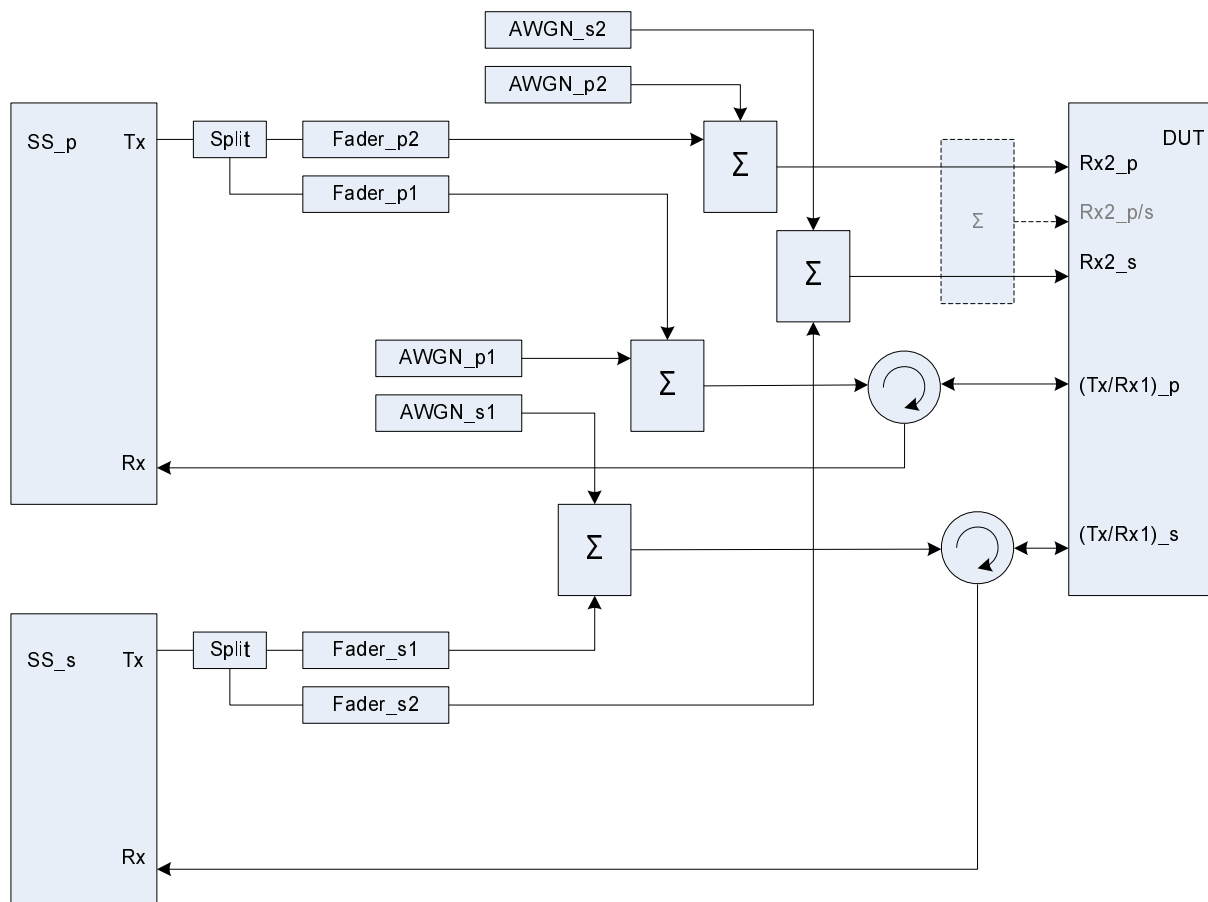 AWGN_s2
AWGN_p2
SS_p
Tx
Split
Fader_p2
Fader_p1
Σ
DUT
Rx2_p
Σ
Rx2_p/s
Rx2_s
Σ
AWGN_p1
Σ
(Tx/Rx1)_p
AWGN_s1
Rx
Σ
(Tx/Rx1)_s
SS_s
Tx
Split
Fader_s1
Fader_s2
Rx